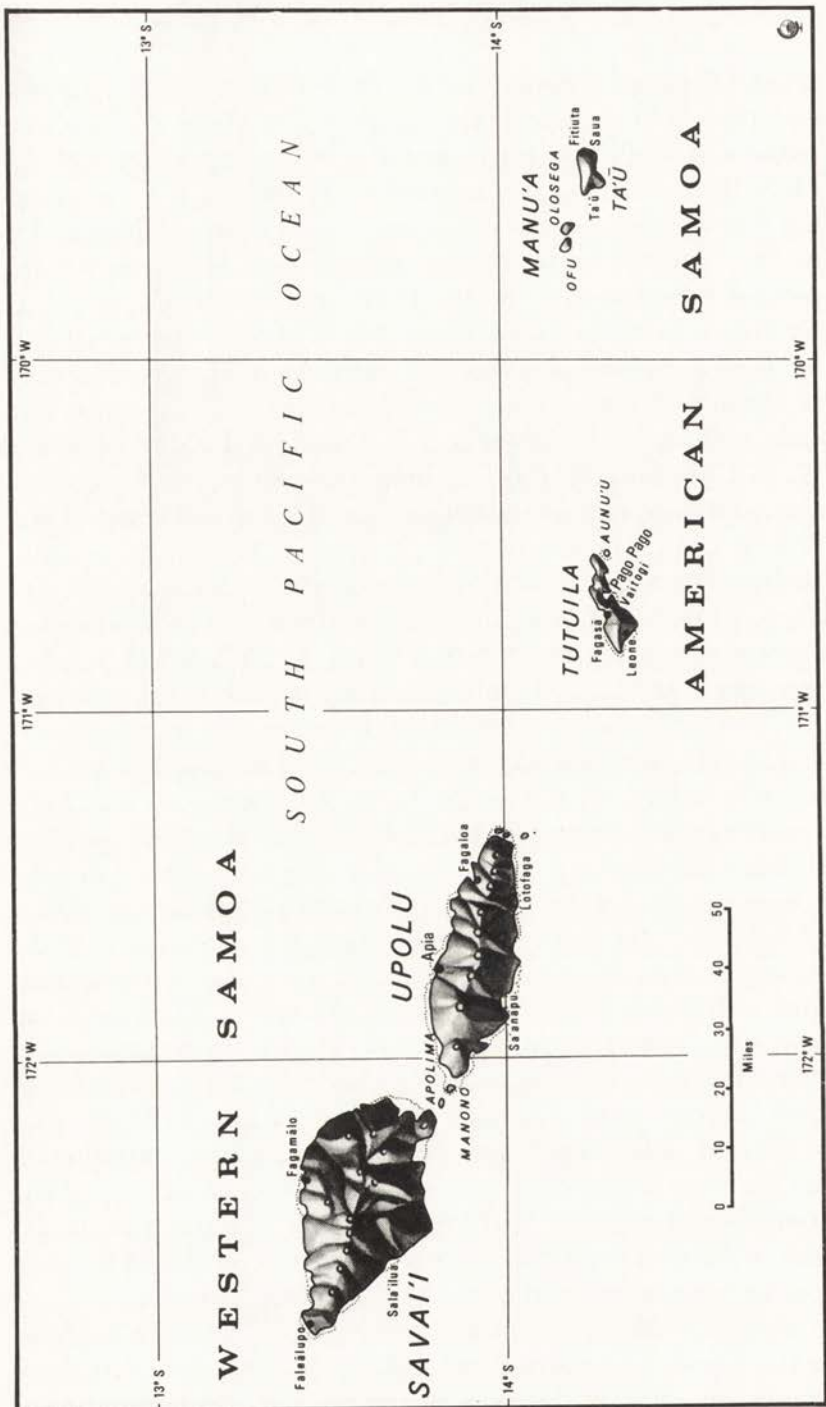 WESTERN SAMOA
SOUTH PACIFIC OCEAN
AMERICAN SAMOA
172° W
171° W
170° W
13° S
13° S
14° S
14° S
172° W
171° W
170° W
SAVAI'I
Faleālupo
Fagamālo
Sala'ilua
APOLIMA
MANONO
UPOLU
Apia
Fagaloa
Lotofaga
Sa'anapu
TUTUILA
Fagasā
Leone
AUNU'U
Pago Pago
Vaitogi
MANU'A
OFU
OLOSEGA
Fitiuta
Saua
Ta'ū
TA'Ū
0 10 20 30 40 50
Miles